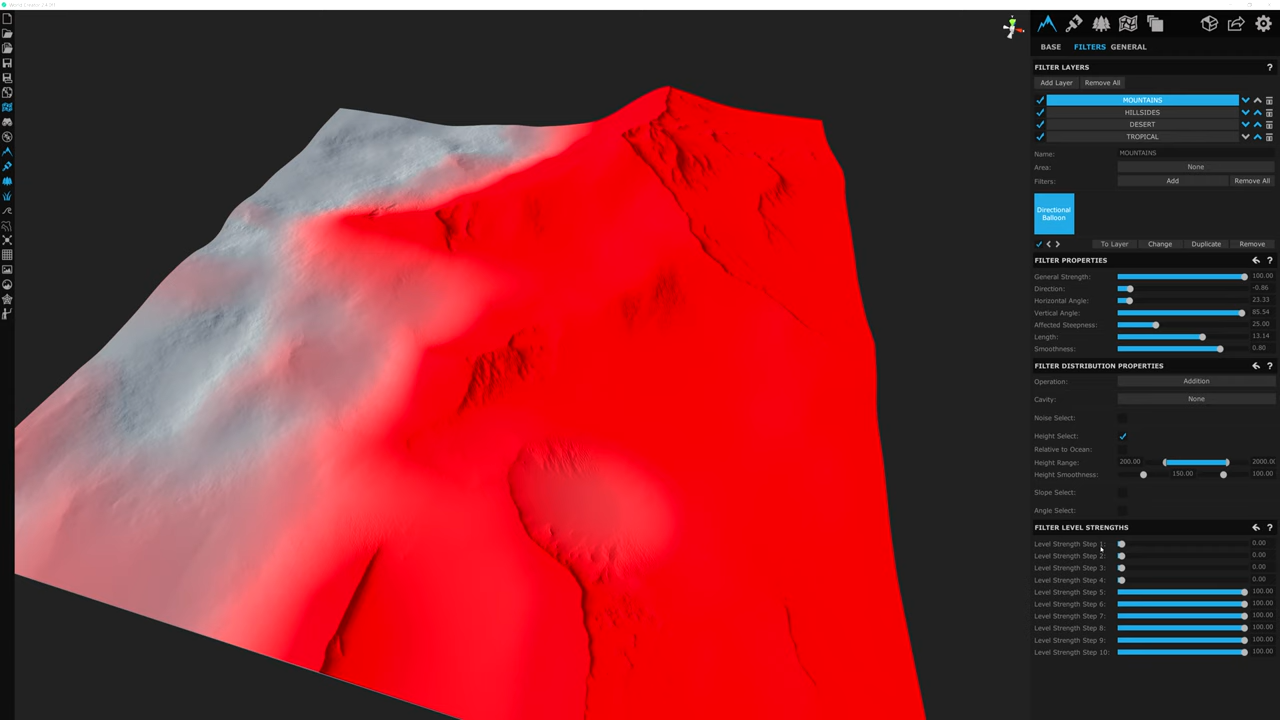 BASE FILTERS GENERAL
FILTER LAYERS ?
Add Layer Remove All
MOUNTAINS
HILLSIDES
DESERT
TROPICAL
Name: MOUNTAINS
Area: None
Filters: Add Remove All
Directional
Balloon
To Layer Change Duplicate Remove
FILTER PROPERTIES ?
General Strength: 100.00
Direction: -0.86
Horizontal Angle: 23.33
Vertical Angle: 85.54
Affected Steepness: 25.00
Length: 13.14
Smoothness: 0.80
FILTER DISTRIBUTION PROPERTIES ?
Operation: Addition
Cavity: None
Noise Select:
Height Select:
Relative to Ocean:
Height Range: 200.00 2000.0
Height Smoothness: 150.00 100.00
Slope Select:
Angle Select:
FILTER LEVEL STRENGTHS ?
Level Strength Step 1: 0.00
Level Strength Step 2: 0.00
Level Strength Step 3: 0.00
Level Strength Step 4: 0.00
Level Strength Step 5: 100.00
Level Strength Step 6: 100.00
Level Strength Step 7: 100.00
Level Strength Step 8: 100.00
Level Strength Step 9: 100.00
Level Strength Step 10: 100.00